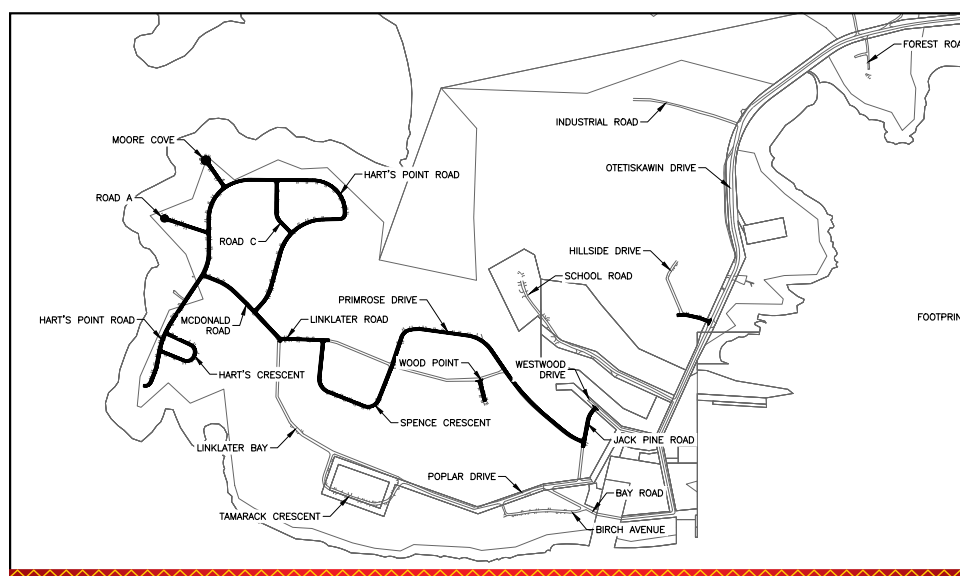 FOREST ROA
INDUSTRIAL ROAD
MOORE COVE
OTETISKAWIN DRIVE
HART'S POINT ROAD
ROAD A
ROAD C
HILLSIDE DRIVE
SCHOOL ROAD
PRIMROSE DRIVE
HART'S POINT ROAD
MCDONALD
ROAD
LINKLATER ROAD
FOOTPRIN
WOOD POINT
WESTWOOD
DRIVE
HART'S CRESCENT
SPENCE CRESCENT
JACK PINE ROAD
LINKLATER BAY
POPLAR DRIVE
BAY ROAD
TAMARACK CRESCENT
BIRCH AVENUE